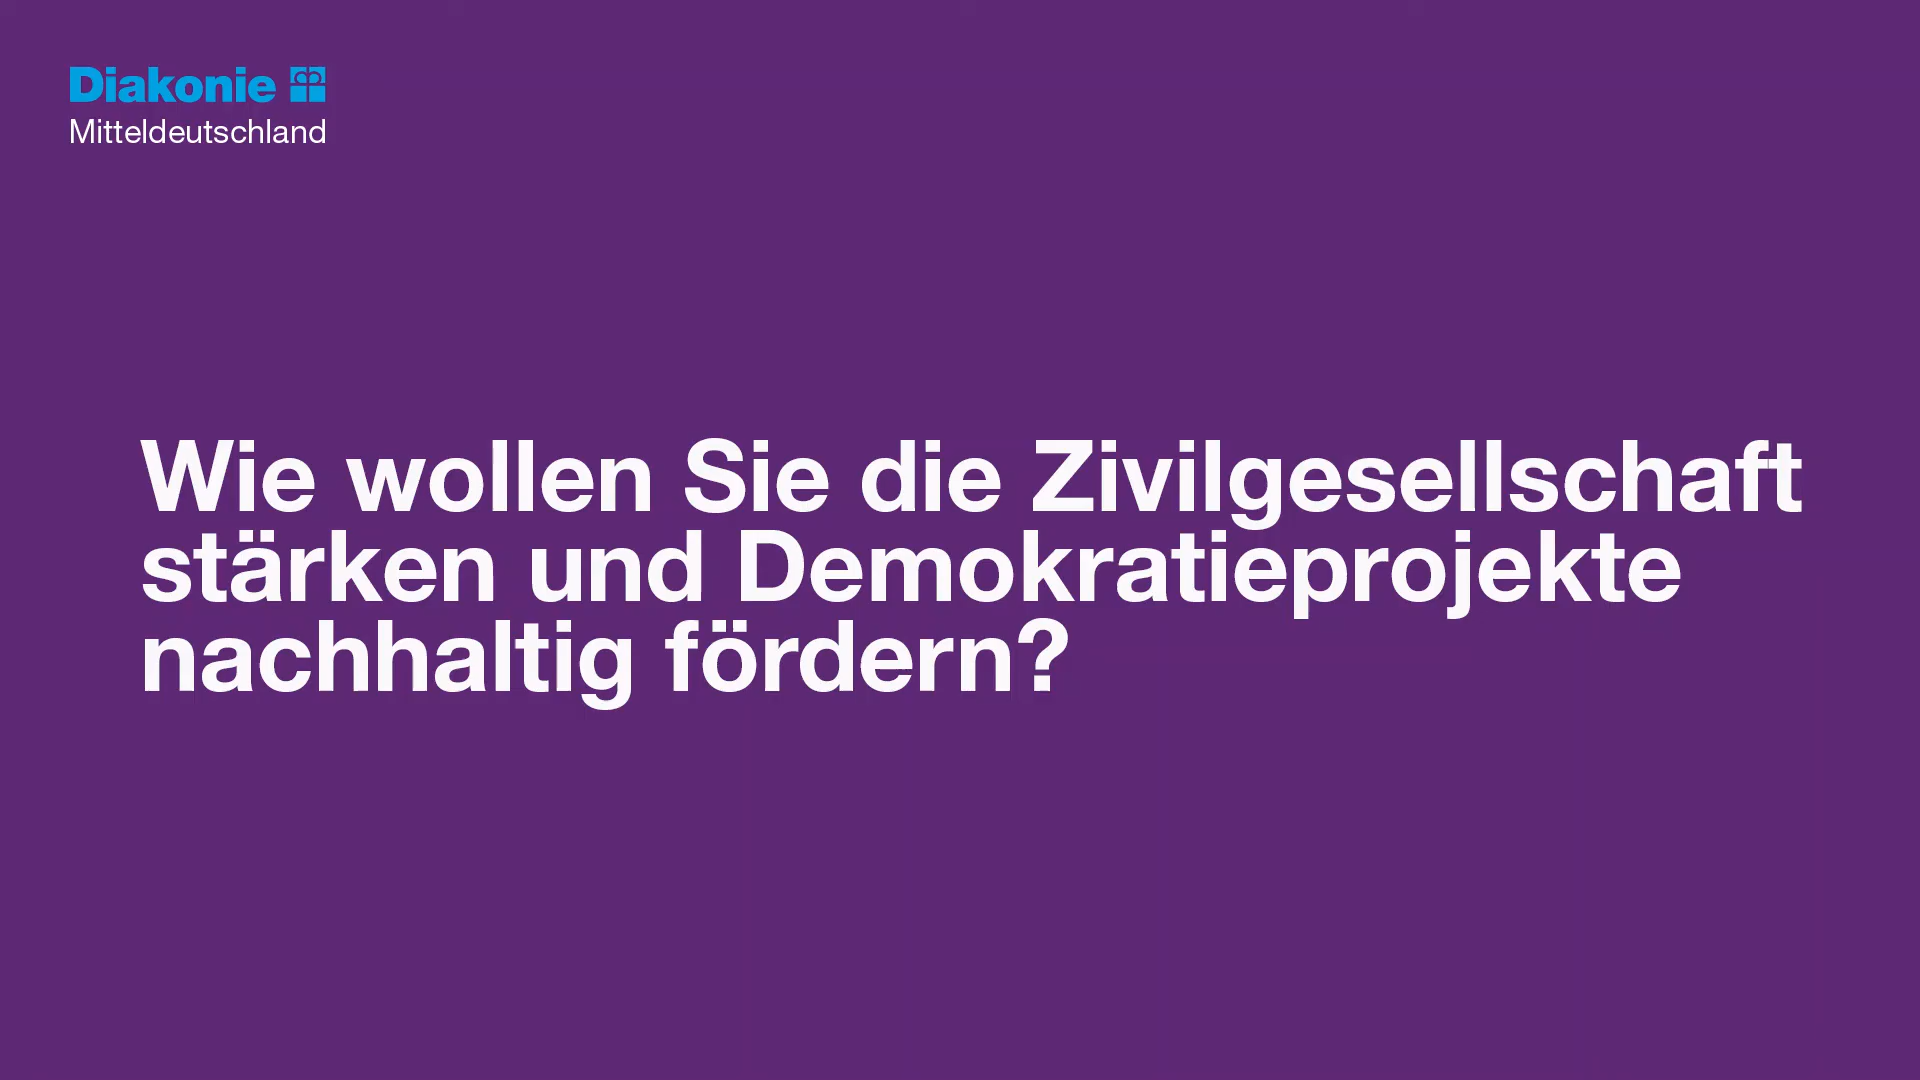 Diakonie
Mitteldeutschland
Wie wollen Sie die Zivilgesellschaft
stärken und Demokratieprojekte
nachhaltig fördern?